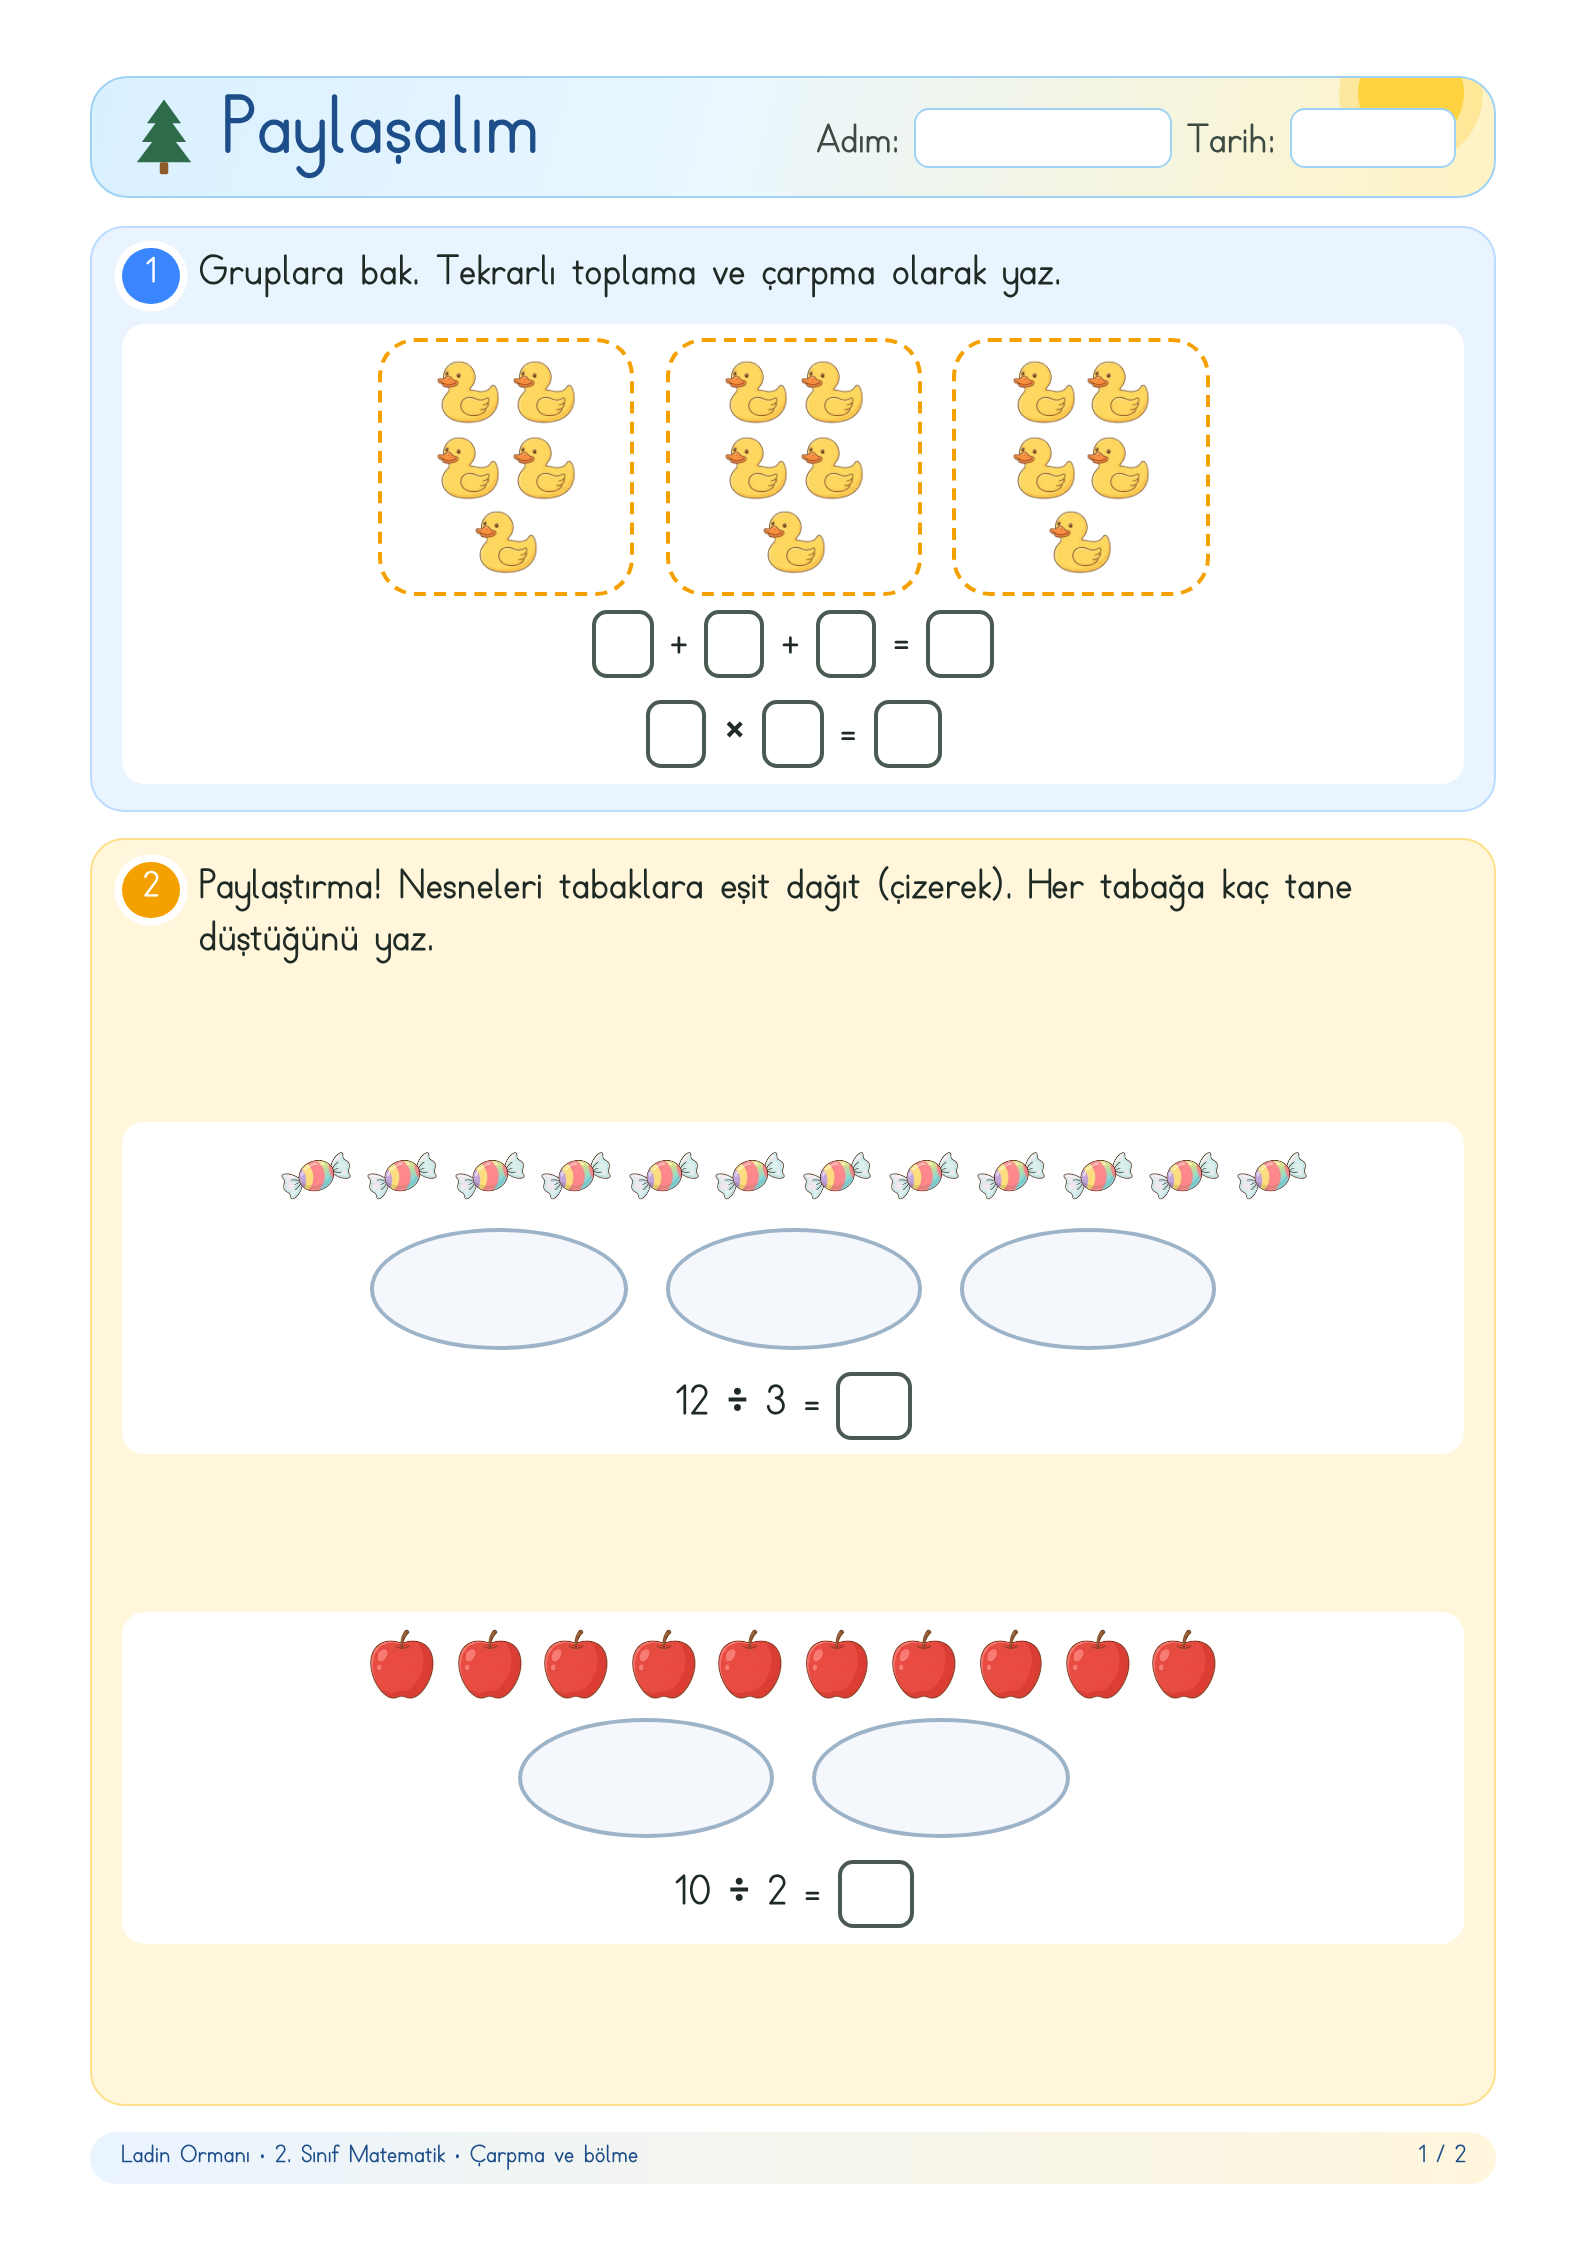 Paylaşalım
Adım:
Tarih:
1
Gruplara bak. Tekrarlı toplama ve çarpma olarak yaz.
+ + =
× =
2
Paylaştırma! Nesneleri tabaklara eşit dağıt (çizerek). Her tabağa kaç tane
düştüğünü yaz.
12 ÷ 3 =
10 ÷ 2 =
Ladin Ormanı • 2. Sınıf Matematik • Çarpma ve bölme
1 / 2